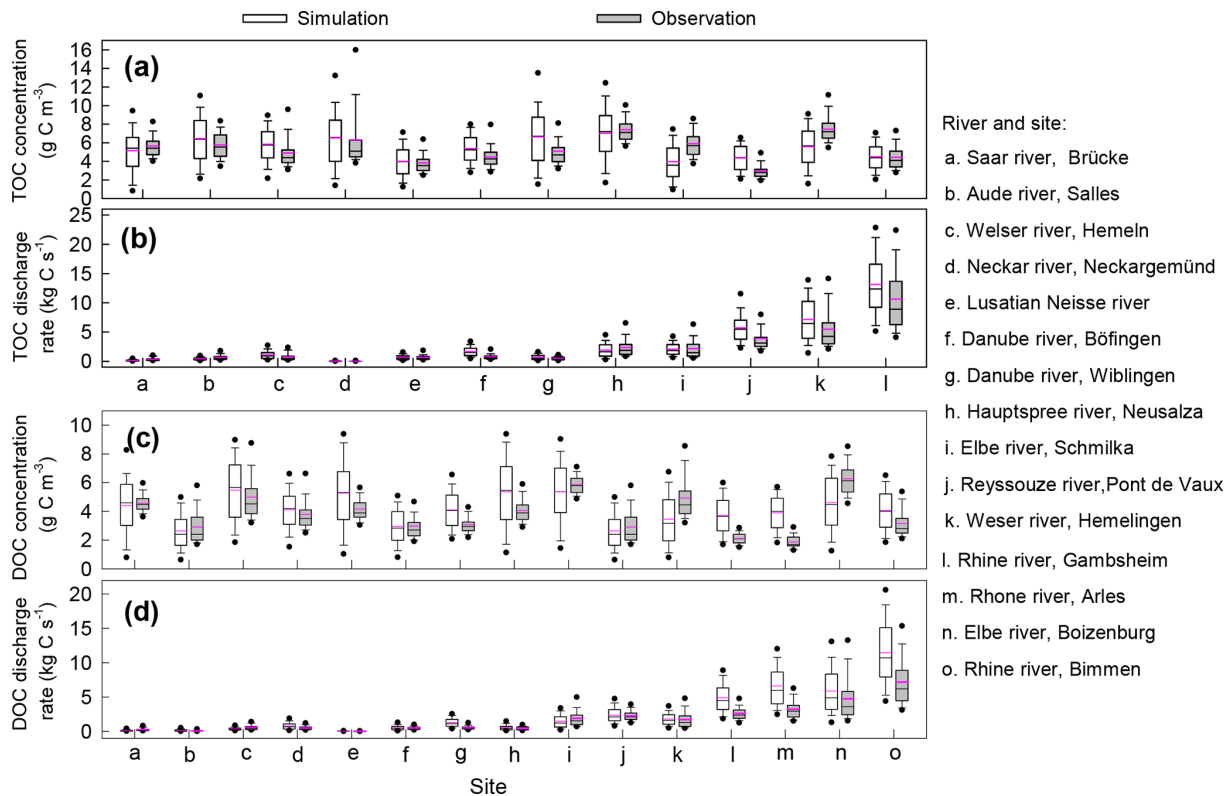 Simulation
Observation
(a)
TOC concentration
(g C m⁻³)
16
14
12
10
8
6
4
2
0
(b)
TOC discharge
rate (kg C s⁻¹)
25
20
15
10
5
0
a b c d e f g h i j k l
(c)
DOC concentration
(g C m⁻³)
10
8
6
4
2
0
(d)
DOC discharge
rate (kg C s⁻¹)
20
15
10
5
0
a b c d e f g h i j k l m n o
Site
River and site:
a. Saar river, Brücke
b. Aude river, Salles
c. Welser river, Hemeln
d. Neckar river, Neckargemünd
e. Lusatian Neisse river
f. Danube river, Böfingen
g. Danube river, Wiblingen
h. Hauptspree river, Neusalza
i. Elbe river, Schmilka
j. Reyssouze river,Pont de Vaux
k. Weser river, Hemelingen
l. Rhine river, Gambsheim
m. Rhone river, Arles
n. Elbe river, Boizenburg
o. Rhine river, Bimmen